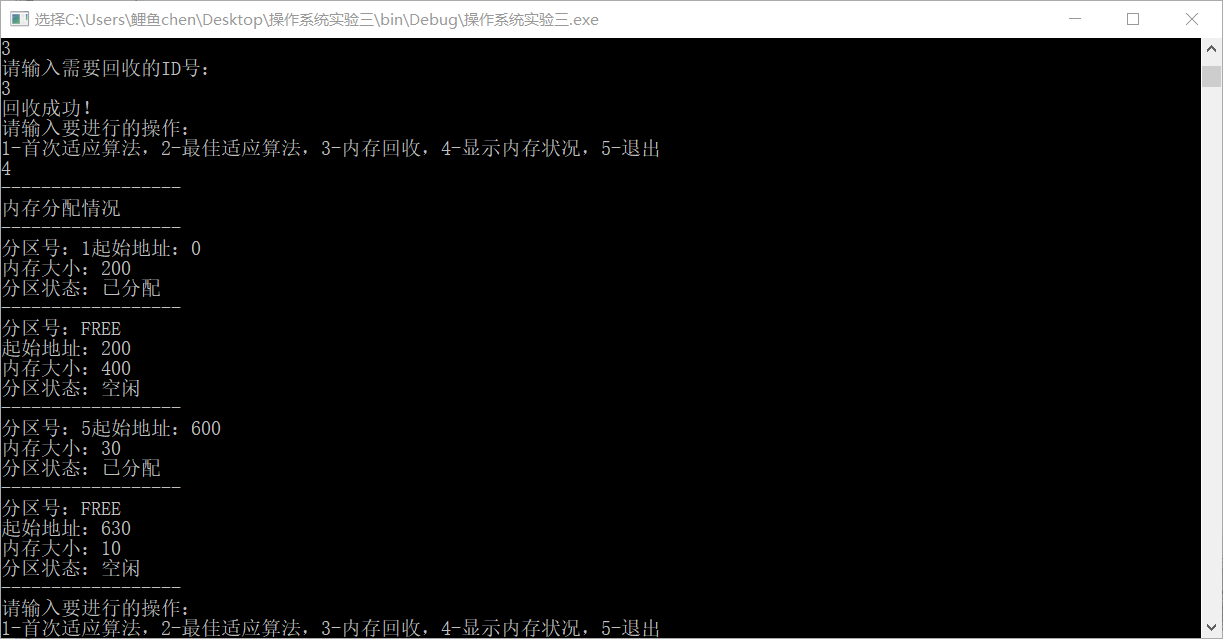 选择C:\Users\鲤鱼chen\Desktop\操作系统实验三\bin\Debug\操作系统实验三.exe
3
请输入需要回收的ID号：
3
回收成功！
请输入要进行的操作：
1-首次适应算法，2-最佳适应算法，3-内存回收，4-显示内存状况，5-退出
4
------------------
内存分配情况
------------------
分区号：1起始地址：0
内存大小：200
分区状态：已分配
------------------
分区号：FREE
起始地址：200
内存大小：400
分区状态：空闲
------------------
分区号：5起始地址：600
内存大小：30
分区状态：已分配
------------------
分区号：FREE
起始地址：630
内存大小：10
分区状态：空闲
------------------
请输入要进行的操作：
1-首次适应算法，2-最佳适应算法，3-内存回收，4-显示内存状况，5-退出